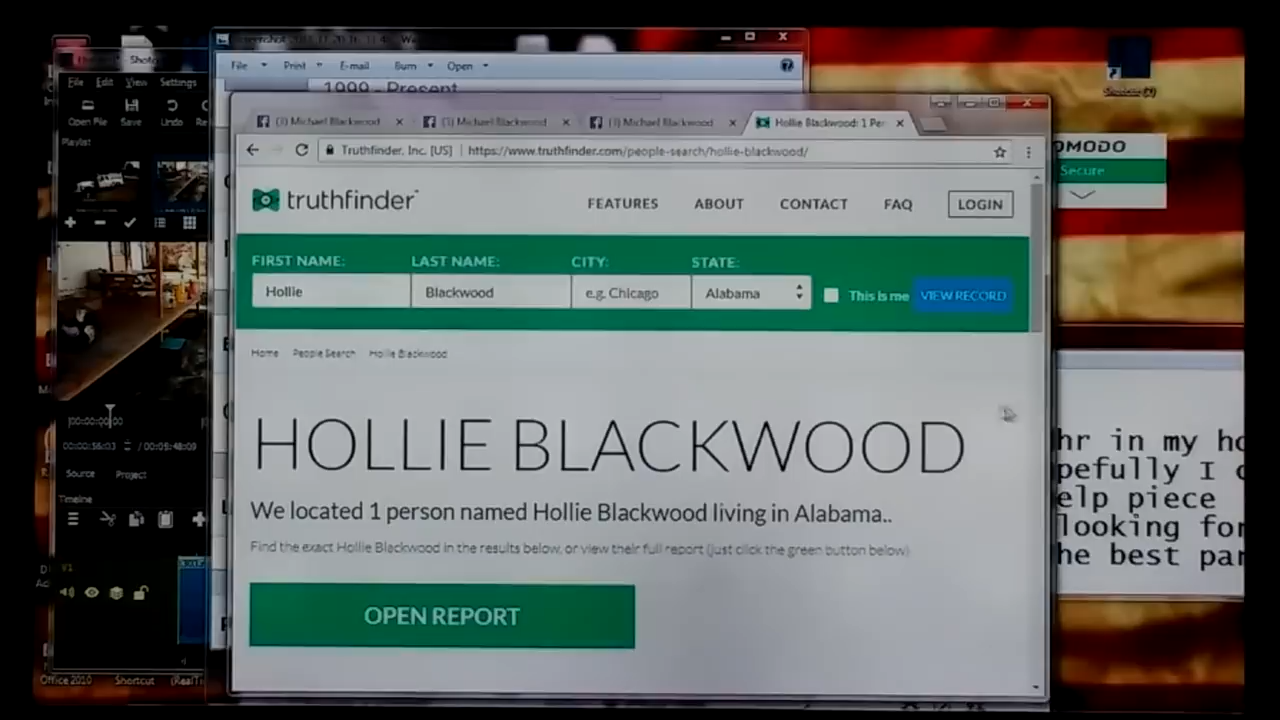 File Print E-mail Burn Open
1999 - Present
File Edit View Settings
Open File Save Undo
Playlist
(1) Michael Blackwood
(1) Michael Blackwood
(1) Michael Blackwood
Hollie Blackwood: 1 Per
Truthfinder, Inc. [US] https://www.truthfinder.com/people-search/hollie-blackwood/
OMODO
Secure
truthfinder
FEATURES ABOUT CONTACT FAQ LOGIN
FIRST NAME: LAST NAME: CITY: STATE:
Hollie Blackwood e.g. Chicago Alabama This is me VIEW RECORD
Home People Search Hollie Blackwood
HOLLIE BLACKWOOD
We located 1 person named Hollie Blackwood living in Alabama..
Find the exact Hollie Blackwood in the results below, or view their full report (just click the green button below)
OPEN REPORT
hr in my ho
pefully I c
elp piece
looking for
he best par
Source Project
Timeline
V1
Office 2010 Shortcut